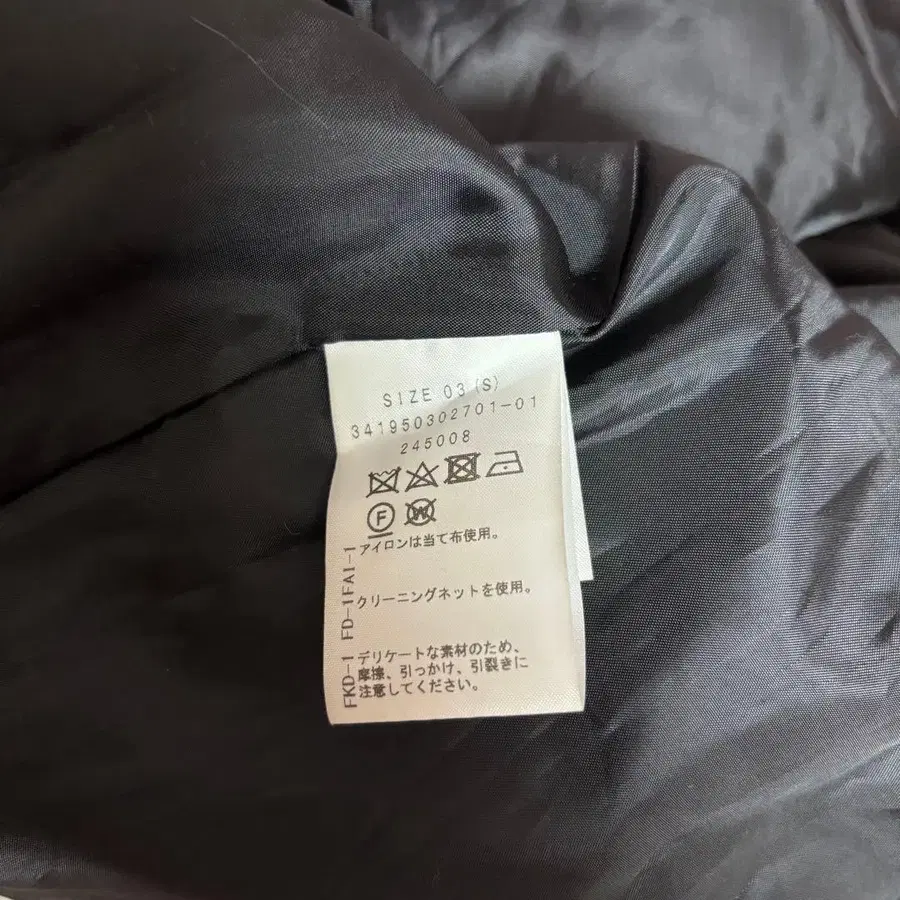 SIZE 03(S)
341950302701-01
245008
F
W
アイロンは当て布使用。
クリーニングネットを使用。
デリケートな素材のため、
摩擦、引っかけ、引裂きに
注意してください。
FKD-1 FD-1FAI-1